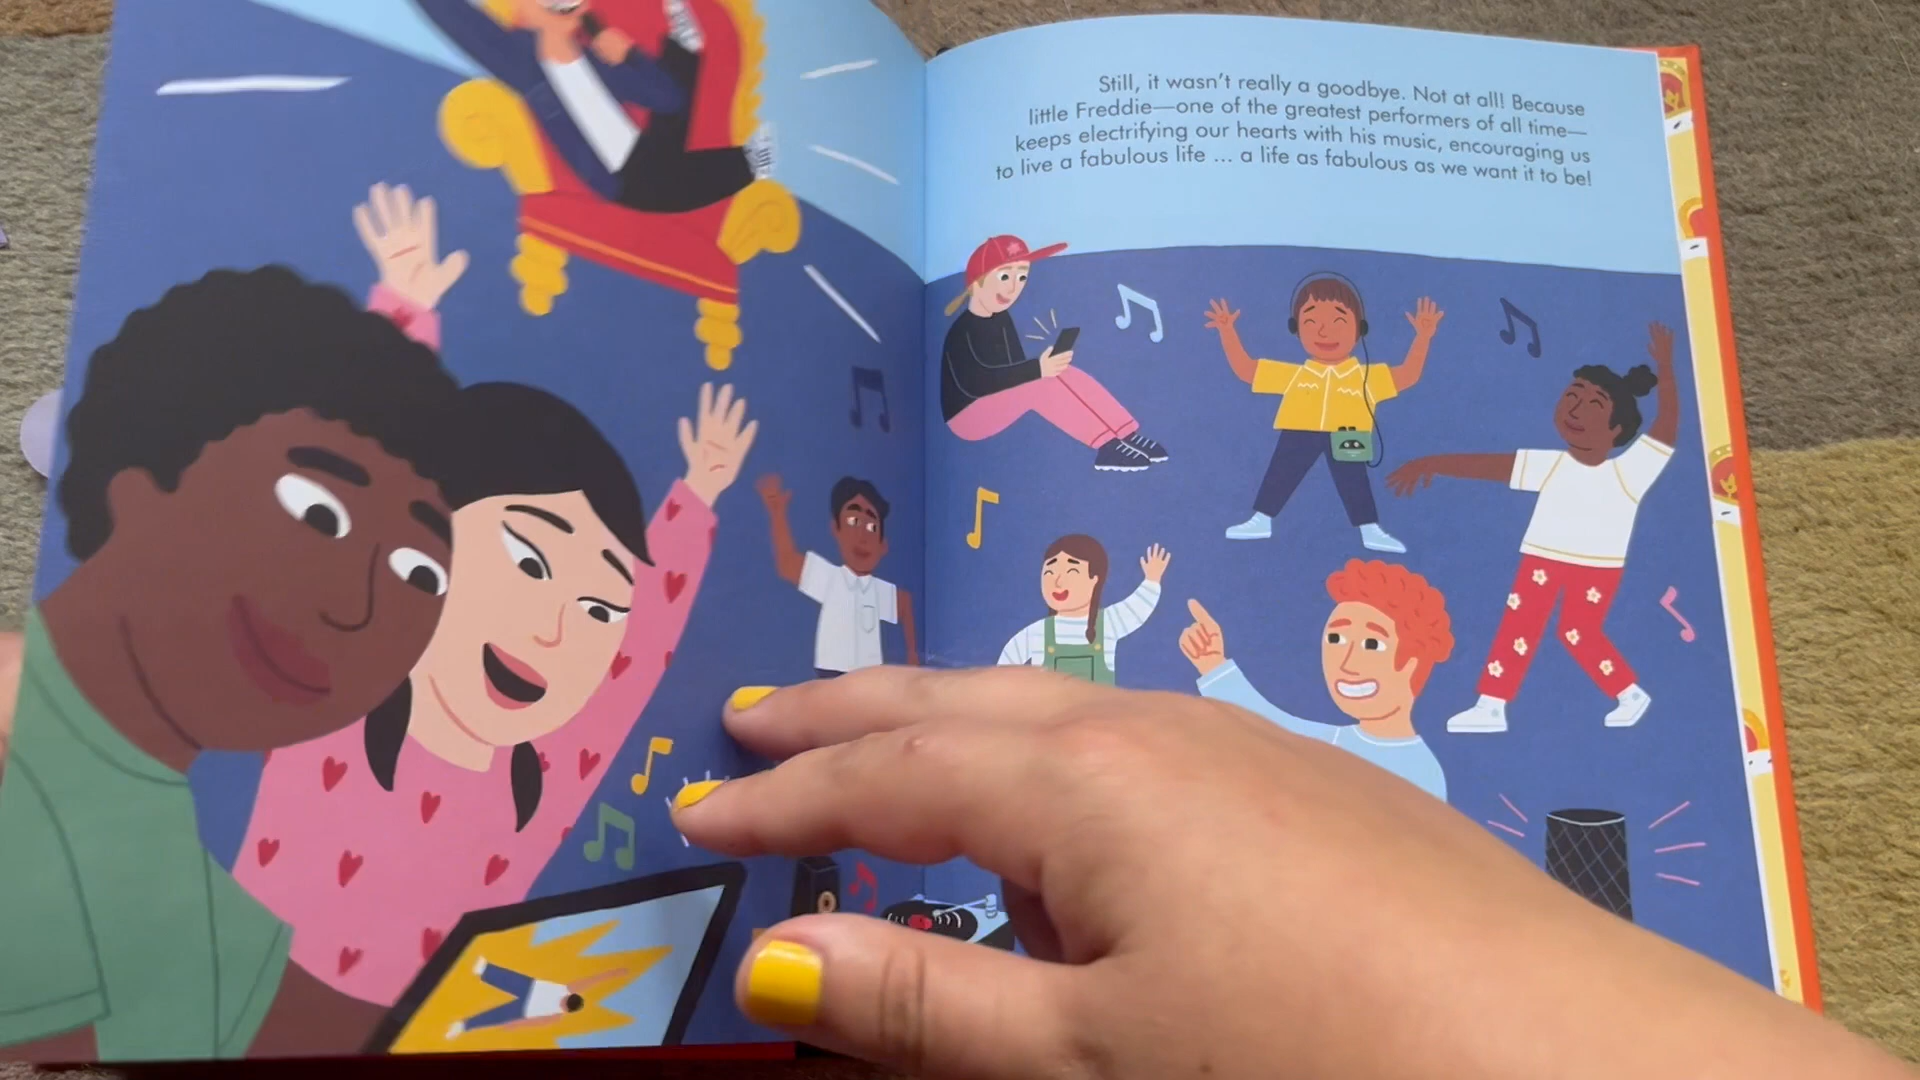 Still, it wasn't really a goodbye. Not at all! Because
little Freddie—one of the greatest performers of all time—
keeps electrifying our hearts with his music, encouraging us
to live a fabulous life ... a life as fabulous as we want it to be!